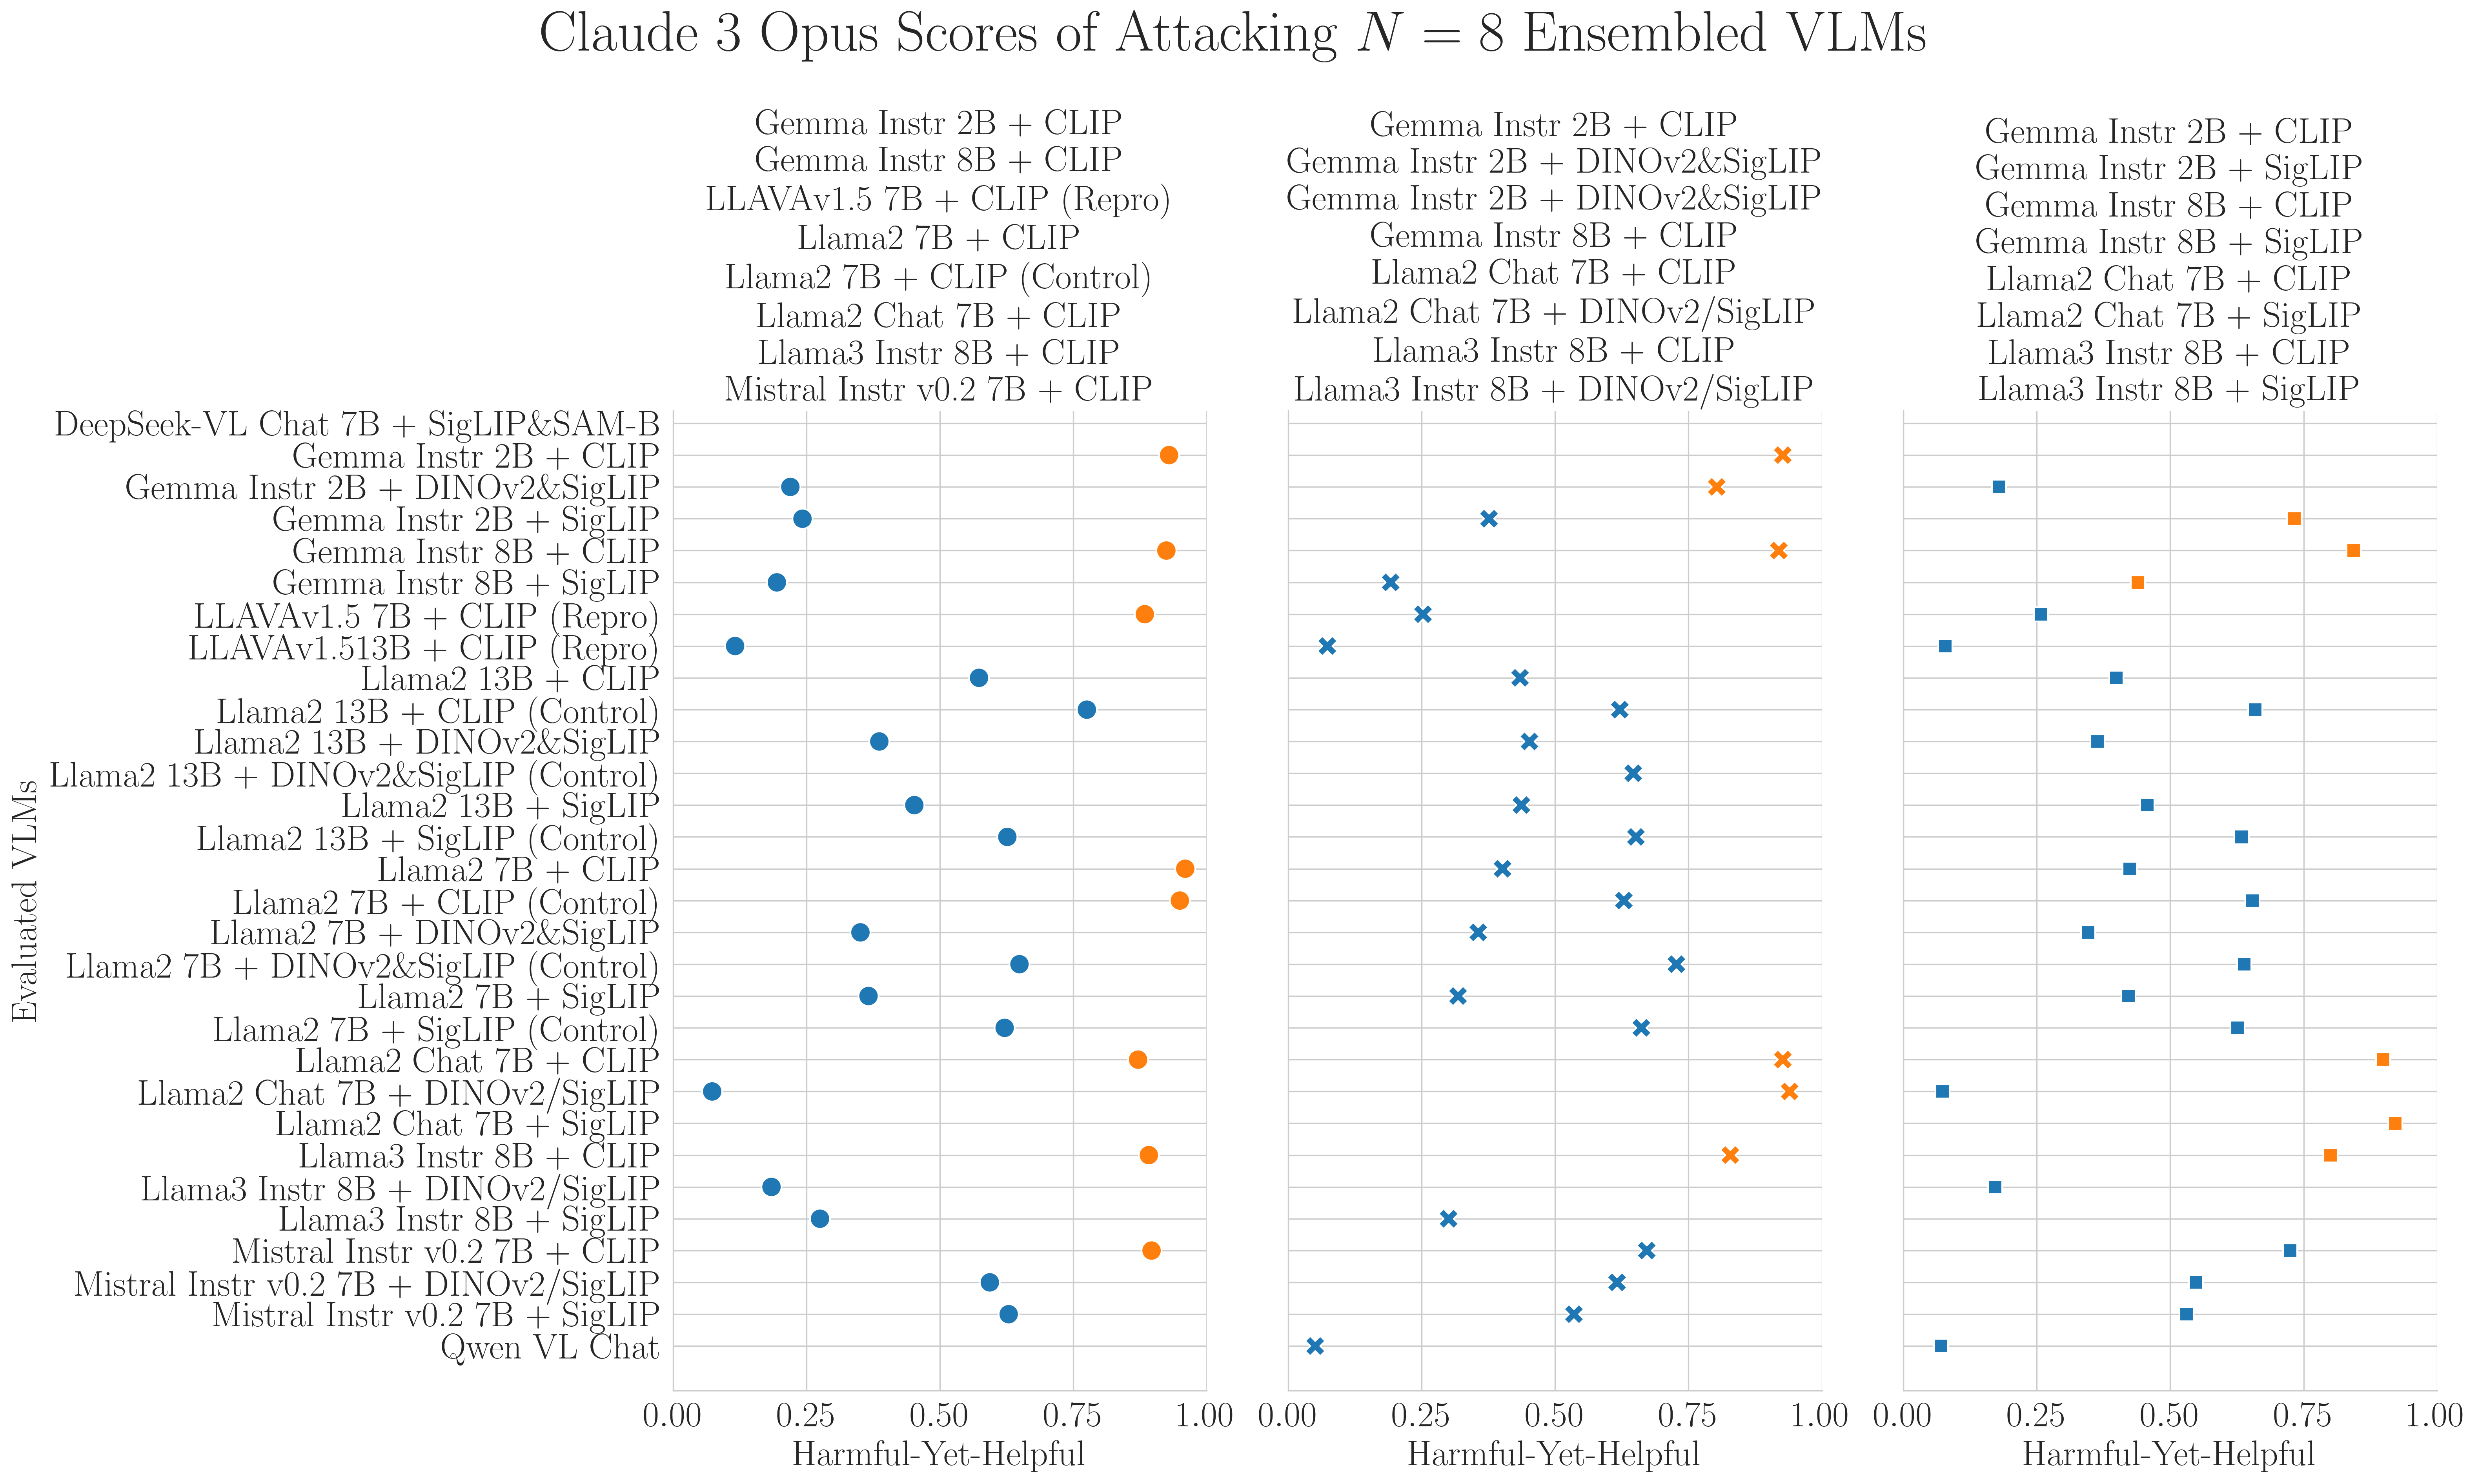 Claude 3 Opus Scores of Attacking N = 8 Ensembled VLMs
Gemma Instr 2B + CLIP
Gemma Instr 8B + CLIP
LLAVAv1.5 7B + CLIP (Repro)
Llama2 7B + CLIP
Llama2 7B + CLIP (Control)
Llama2 Chat 7B + CLIP
Llama3 Instr 8B + CLIP
Mistral Instr v0.2 7B + CLIP
Gemma Instr 2B + CLIP
Gemma Instr 2B + DINOv2&SigLIP
Gemma Instr 2B + DINOv2&SigLIP
Gemma Instr 8B + CLIP
Llama2 Chat 7B + CLIP
Llama2 Chat 7B + DINOv2/SigLIP
Llama3 Instr 8B + CLIP
Llama3 Instr 8B + DINOv2/SigLIP
Gemma Instr 2B + CLIP
Gemma Instr 2B + SigLIP
Gemma Instr 8B + CLIP
Gemma Instr 8B + SigLIP
Llama2 Chat 7B + CLIP
Llama2 Chat 7B + SigLIP
Llama3 Instr 8B + CLIP
Llama3 Instr 8B + SigLIP
Evaluated VLMs
DeepSeek-VL Chat 7B + SigLIP&SAM-B
Gemma Instr 2B + CLIP
Gemma Instr 2B + DINOv2&SigLIP
Gemma Instr 2B + SigLIP
Gemma Instr 8B + CLIP
Gemma Instr 8B + SigLIP
LLAVAv1.5 7B + CLIP (Repro)
LLAVAv1.513B + CLIP (Repro)
Llama2 13B + CLIP
Llama2 13B + CLIP (Control)
Llama2 13B + DINOv2&SigLIP
Llama2 13B + DINOv2&SigLIP (Control)
Llama2 13B + SigLIP
Llama2 13B + SigLIP (Control)
Llama2 7B + CLIP
Llama2 7B + CLIP (Control)
Llama2 7B + DINOv2&SigLIP
Llama2 7B + DINOv2&SigLIP (Control)
Llama2 7B + SigLIP
Llama2 7B + SigLIP (Control)
Llama2 Chat 7B + CLIP
Llama2 Chat 7B + DINOv2/SigLIP
Llama2 Chat 7B + SigLIP
Llama3 Instr 8B + CLIP
Llama3 Instr 8B + DINOv2/SigLIP
Llama3 Instr 8B + SigLIP
Mistral Instr v0.2 7B + CLIP
Mistral Instr v0.2 7B + DINOv2/SigLIP
Mistral Instr v0.2 7B + SigLIP
Qwen VL Chat
0.00 0.25 0.50 0.75 1.00
Harmful-Yet-Helpful
0.00 0.25 0.50 0.75 1.00
Harmful-Yet-Helpful
0.00 0.25 0.50 0.75 1.00
Harmful-Yet-Helpful